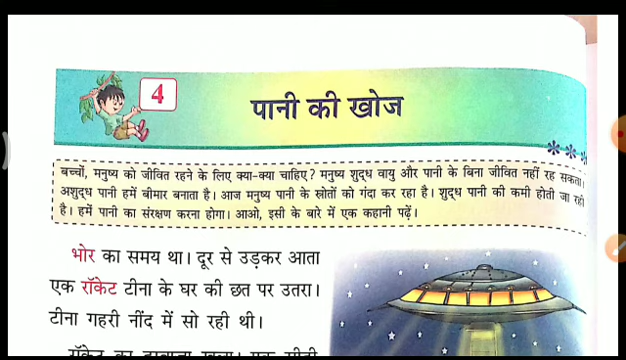 4
पानी की खोज
बच्चों, मनुष्य को जीवित रहने के लिए क्या-क्या चाहिए? मनुष्य शुद्ध वायु और पानी के बिना जीवित नहीं रह सकता।
अशुद्ध पानी हमें बीमार बनाता है। आज मनुष्य पानी के स्रोतों को गंदा कर रहा है। शुद्ध पानी की कमी होती जा रही
है। हमें पानी का संरक्षण करना होगा। आओ, इसी के बारे में एक कहानी पढ़ें।
भोर का समय था। दूर से उड़कर आता
एक रॉकेट टीना के घर की छत पर उतरा।
टीना गहरी नींद में सो रही थी।